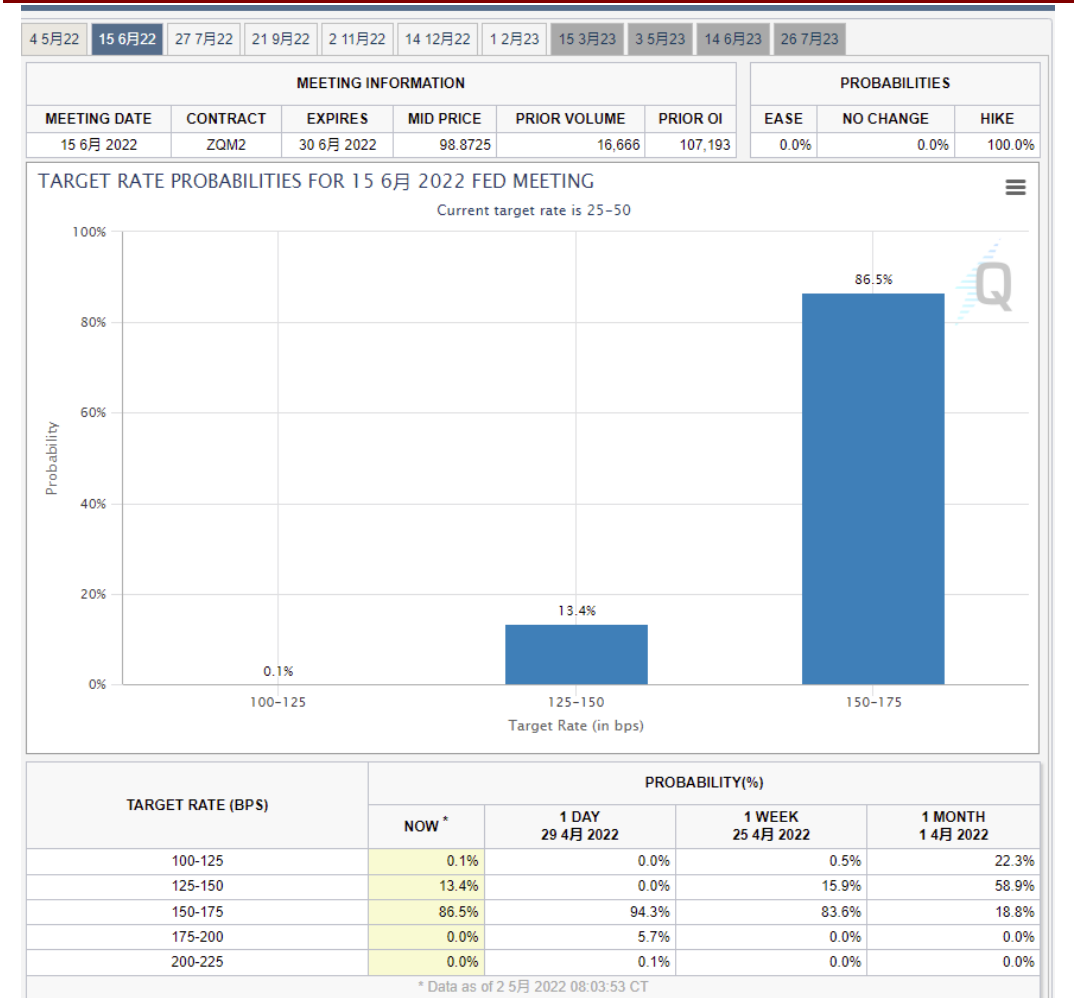 4 5月22 15 6月22 27 7月22 21 9月22 2 11月22 14 12月22 1 2月23 15 3月23 3 5月23 14 6月23 26 7月23
MEETING INFORMATION
MEETING DATE CONTRACT EXPIRES MID PRICE PRIOR VOLUME PRIOR OI
15 6月 2022 ZQM2 30 6月 2022 98.8725 16,666 107,193
PROBABILITIES
EASE NO CHANGE HIKE
0.0% 0.0% 100.0%
TARGET RATE PROBABILITIES FOR 15 6月 2022 FED MEETING
Current target rate is 25-50
Q
100%
80%
60%
40%
20%
0%
Probability
0.1%
13.4%
86.5%
100-125 125-150 150-175
Target Rate (in bps)
TARGET RATE (BPS) PROBABILITY(%)
NOW * 1 DAY 1 WEEK 1 MONTH
29 4月 2022 25 4月 2022 1 4月 2022
100-125 0.1% 0.0% 0.5% 22.3%
125-150 13.4% 0.0% 15.9% 58.9%
150-175 86.5% 94.3% 83.6% 18.8%
175-200 0.0% 5.7% 0.0% 0.0%
200-225 0.0% 0.1% 0.0% 0.0%
* Data as of 2 5月 2022 08:03:53 CT